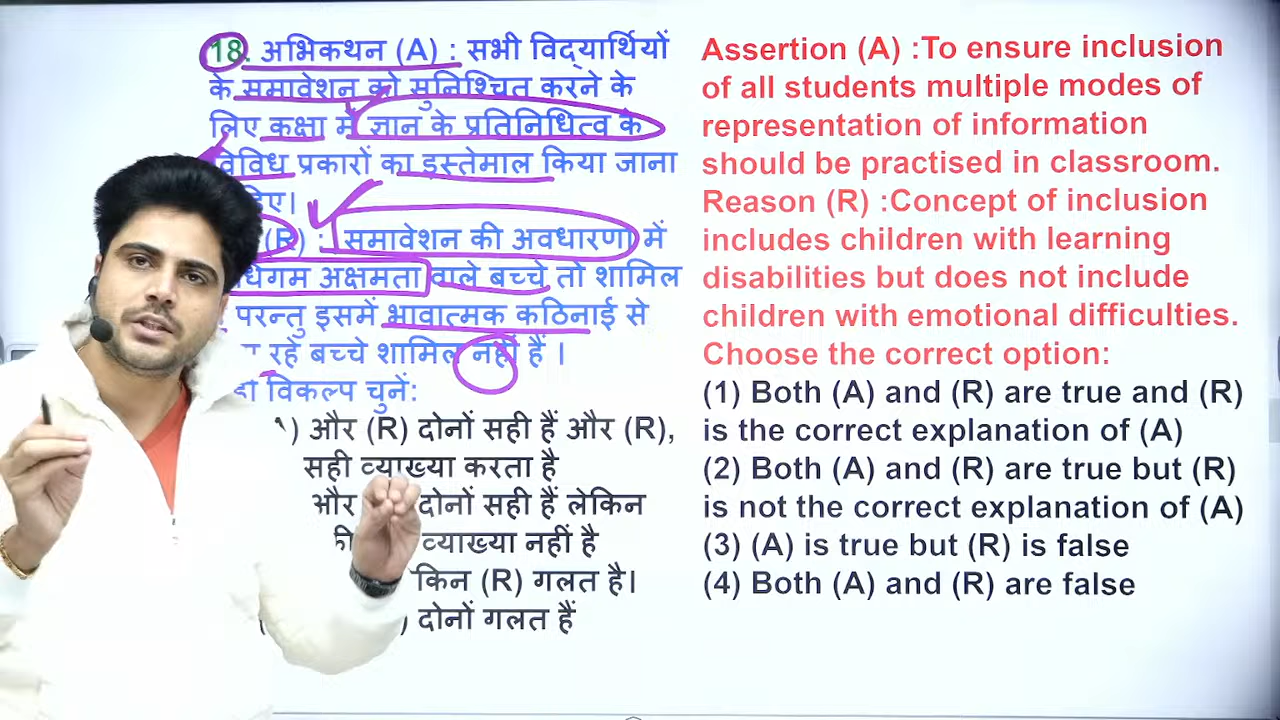 18. अभिकथन (A) : सभी विद्यार्थियों
के समावेशन को सुनिश्चित करने के
लिए कक्षा में ज्ञान के प्रतिनिधित्व के
विविध प्रकारों का इस्तेमाल किया जाना
(R) : समावेशन की अवधारणा में
अक्षमता वाले बच्चे तो शामिल
परन्तु इसमें भावात्मक कठिनाई से
रहे बच्चे शामिल नहीं हैं ।
विकल्प चुनें:
) और (R) दोनों सही हैं और (R),
सही व्याख्या करता है
और दोनों सही हैं लेकिन
व्याख्या नहीं है
(R) गलत है।
दोनों गलत हैं
Assertion (A) :To ensure inclusion
of all students multiple modes of
representation of information
should be practised in classroom.
Reason (R) :Concept of inclusion
includes children with learning
disabilities but does not include
children with emotional difficulties.
Choose the correct option:
(1) Both (A) and (R) are true and (R)
is the correct explanation of (A)
(2) Both (A) and (R) are true but (R)
is not the correct explanation of (A)
(3) (A) is true but (R) is false
(4) Both (A) and (R) are false